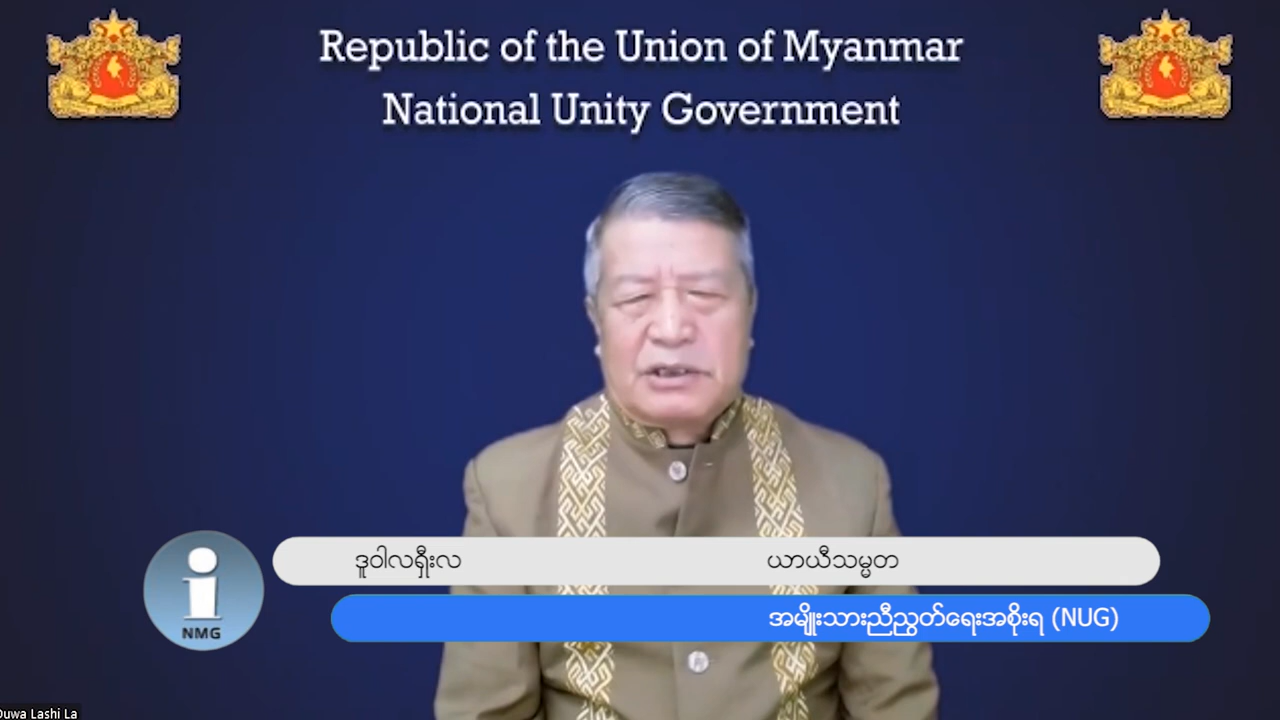 Republic of the Union of Myanmar
National Unity Government
ဒူဝါလရှီးလ
ယာယီသမ္မတ
NMG
အမျိုးသားညီညွတ်ရေးအစိုးရ (NUG)
Duwa Lashi La